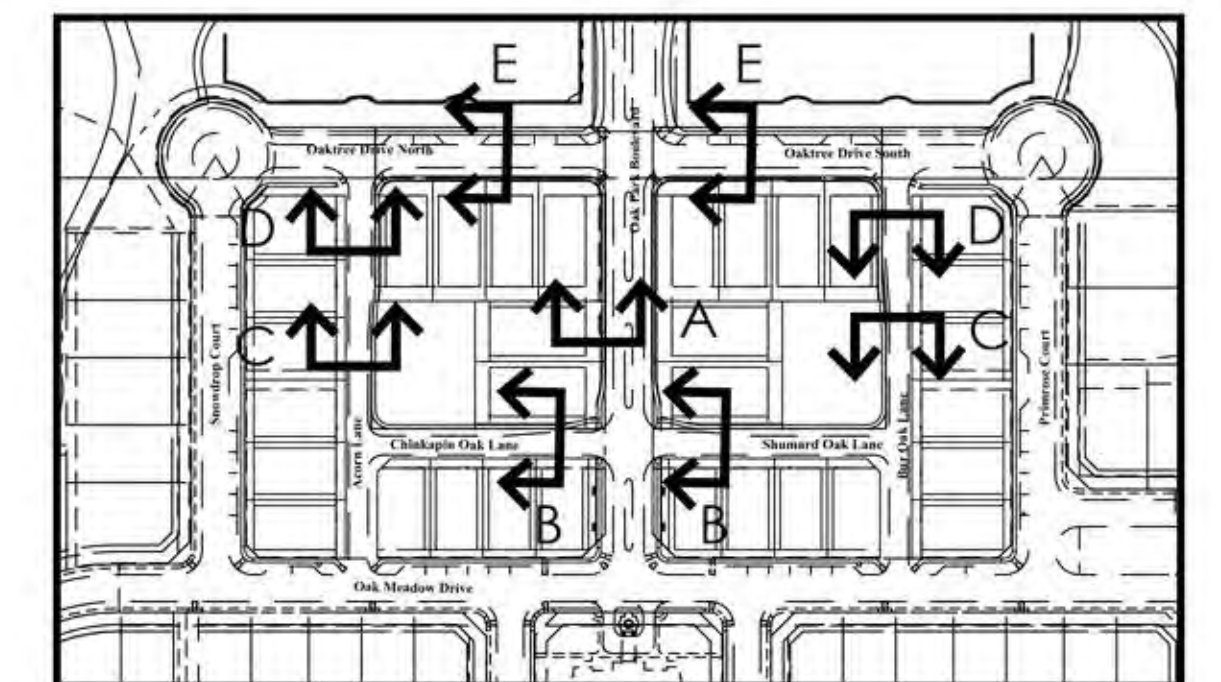 E
E
Oaktree Drive North
Oak Park Boulevard
Oaktree Drive South
D
D
A
C
C
Snowdrop Court
Primrose Court
Acorn Lane
Chinkapin Oak Lane
Shumard Oak Lane
Bur Oak Lane
B
B
Oak Meadow Drive